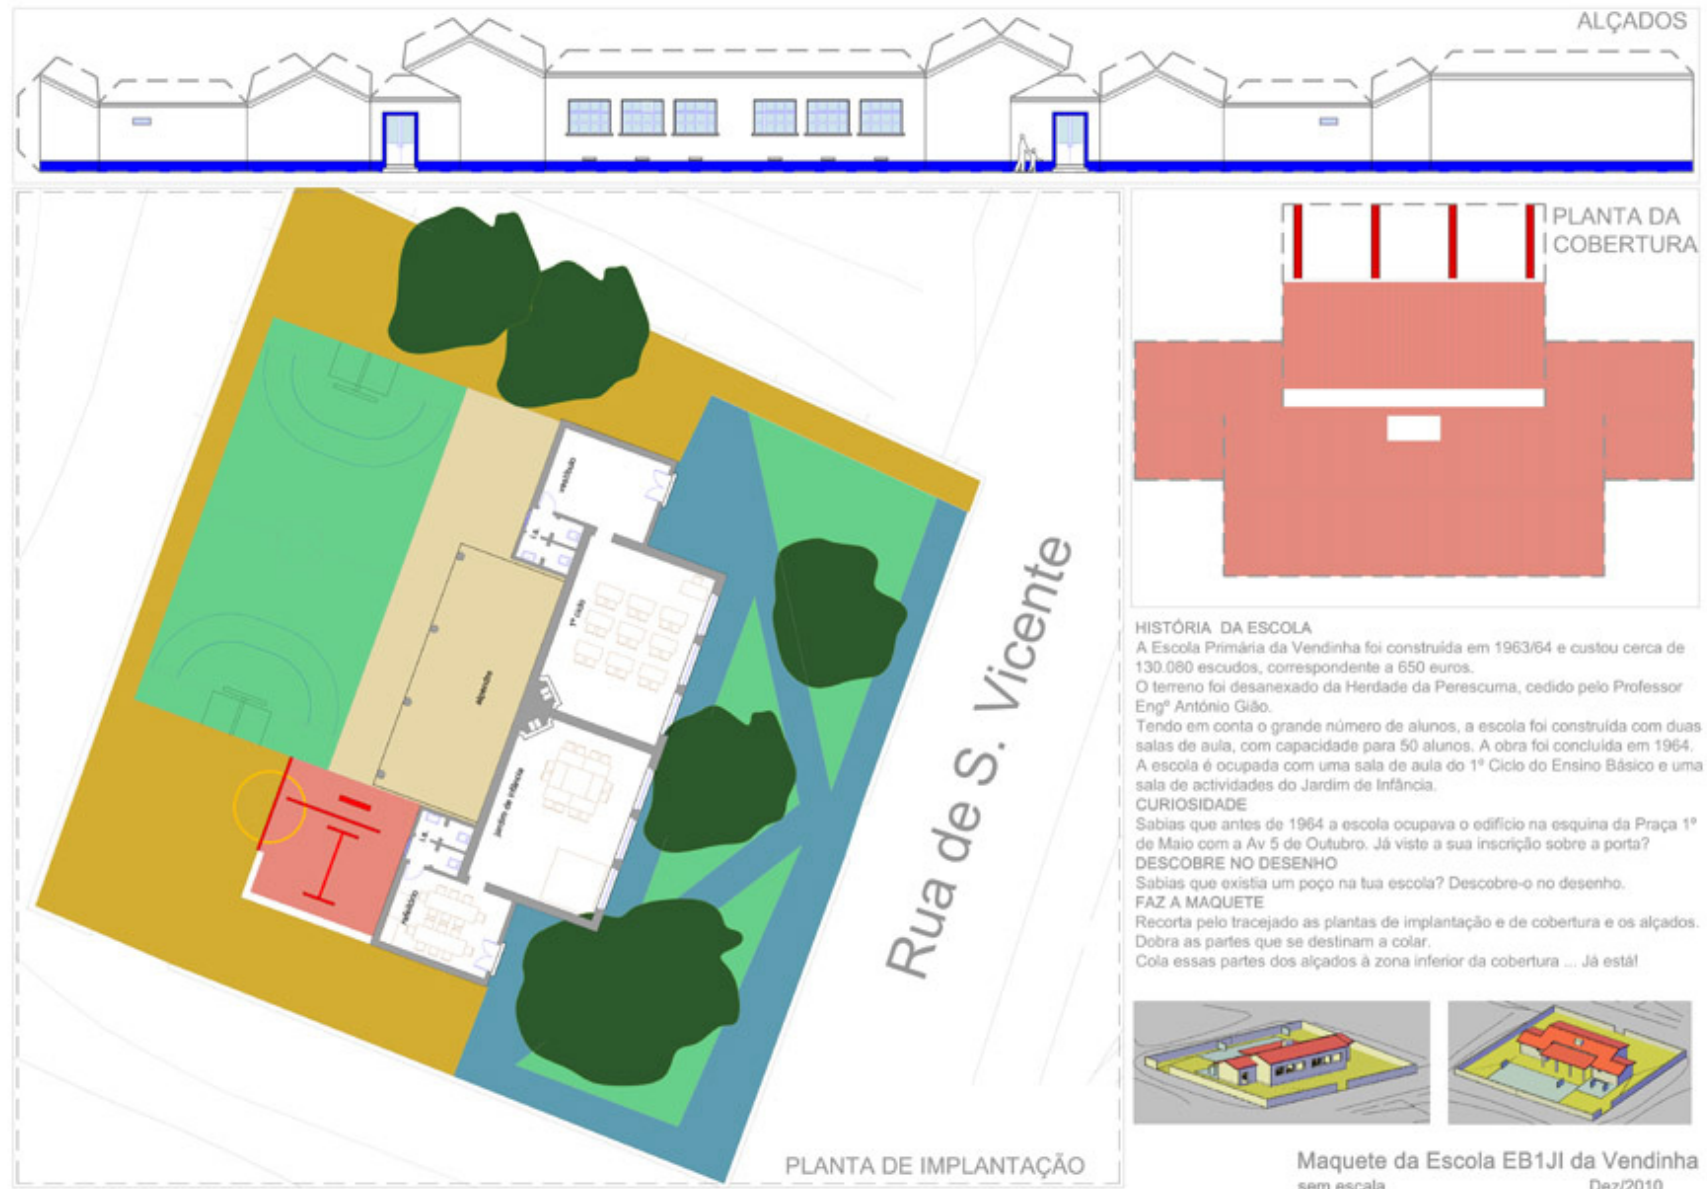 ALÇADOS
PLANTA DA
COBERTURA
vestíbulo
i.s.
1º ciclo
alpendre
jardim de infância
i.s.
refeitório
Rua de S. Vicente
PLANTA DE IMPLANTAÇÃO
HISTÓRIA DA ESCOLA
A Escola Primária da Vendinha foi construída em 1963/64 e custou cerca de
130.080 escudos, correspondente a 650 euros.
O terreno foi desanexado da Herdade da Perescuma, cedido pelo Professor
Engº António Gião.
Tendo em conta o grande número de alunos, a escola foi construída com duas
salas de aula, com capacidade para 50 alunos. A obra foi concluída em 1964.
A escola é ocupada com uma sala de aula do 1º Ciclo do Ensino Básico e uma
sala de actividades do Jardim de Infância.
CURIOSIDADE
Sabias que antes de 1964 a escola ocupava o edifício na esquina da Praça 1º
de Maio com a Av 5 de Outubro. Já viste a sua inscrição sobre a porta?
DESCOBRE NO DESENHO
Sabias que existia um poço na tua escola? Descobre-o no desenho.
FAZ A MAQUETE
Recorta pelo tracejado as plantas de implantação e de cobertura e os alçados.
Dobra as partes que se destinam a colar.
Cola essas partes dos alçados à zona inferior da cobertura ... Já está!
Maquete da Escola EB1JI da Vendinha
sem escala Dez/2010